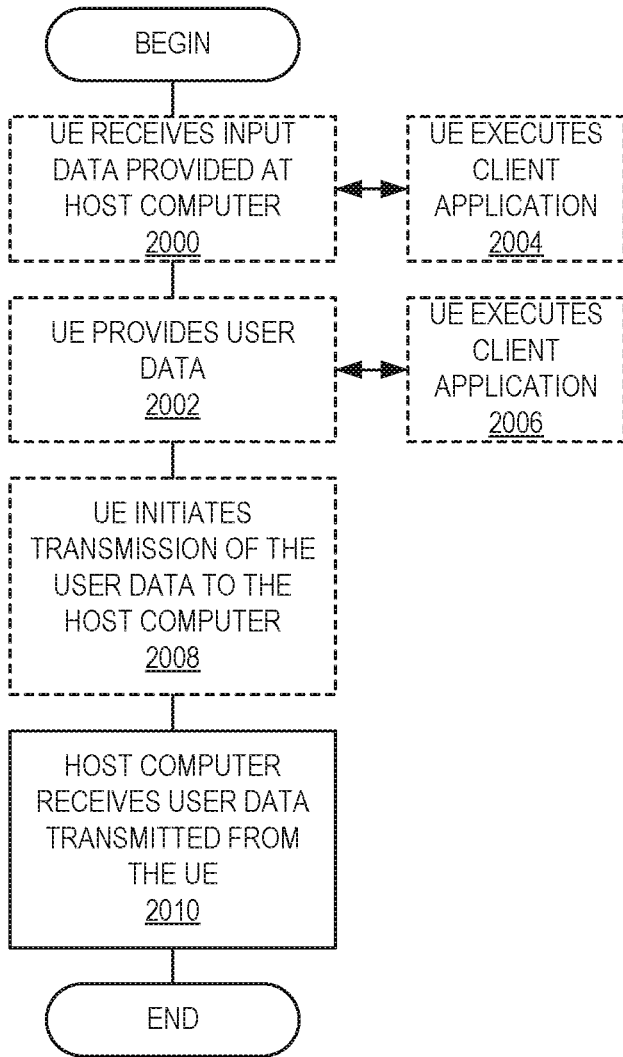 BEGIN
UE RECEIVES INPUT
DATA PROVIDED AT
HOST COMPUTER
2000
UE EXECUTES
CLIENT
APPLICATION
2004
UE PROVIDES USER
DATA
2002
UE EXECUTES
CLIENT
APPLICATION
2006
UE INITIATES
TRANSMISSION OF THE
USER DATA TO THE
HOST COMPUTER
2008
HOST COMPUTER
RECEIVES USER DATA
TRANSMITTED FROM
THE UE
2010
END